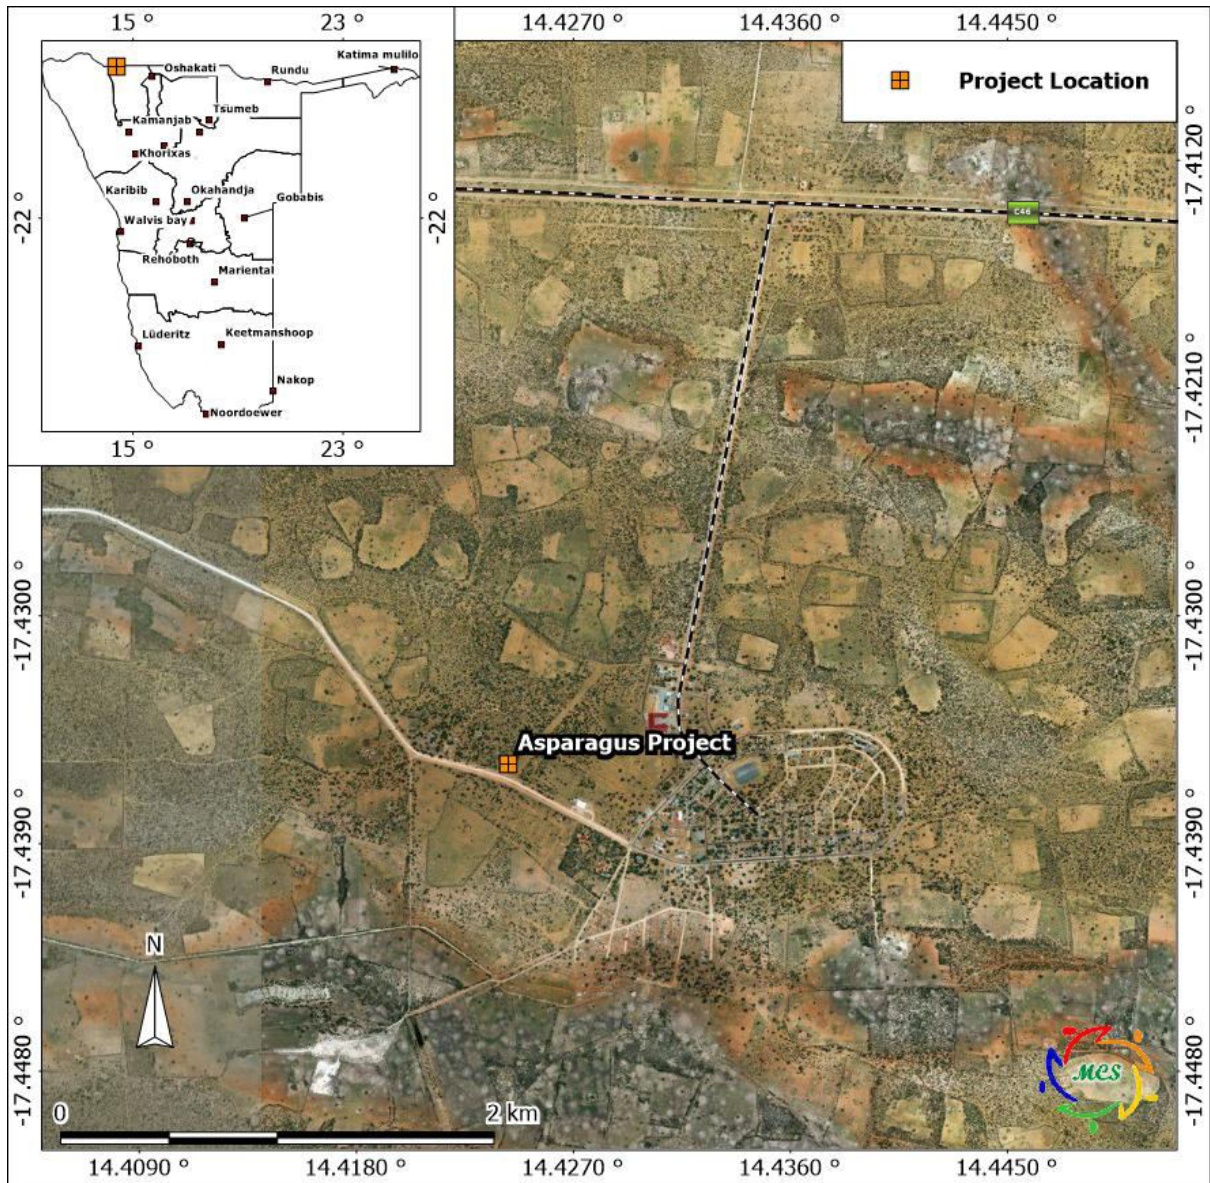 15 °
23 °
14.4270 °
14.4360 °
14.4450 °
Katima mulilo
Oshakati
Rundu
Tsumeb
Kamanjab
Khorixas
Karibib
Okahandja
Gobabis
Walvis bay
Rehoboth
Mariental
Lüderitz
Keetmanshoop
Nakop
Noordoewer
-22 °
-22 °
15 °
23 °
Project Location
C46
-17.4120 °
-17.4210 °
-17.4300 °
-17.4300 °
Asparagus Project
-17.4390 °
-17.4390 °
N
-17.4480 °
-17.4480 °
MCS
0
2 km
14.4090 °
14.4180 °
14.4270 °
14.4360 °
14.4450 °